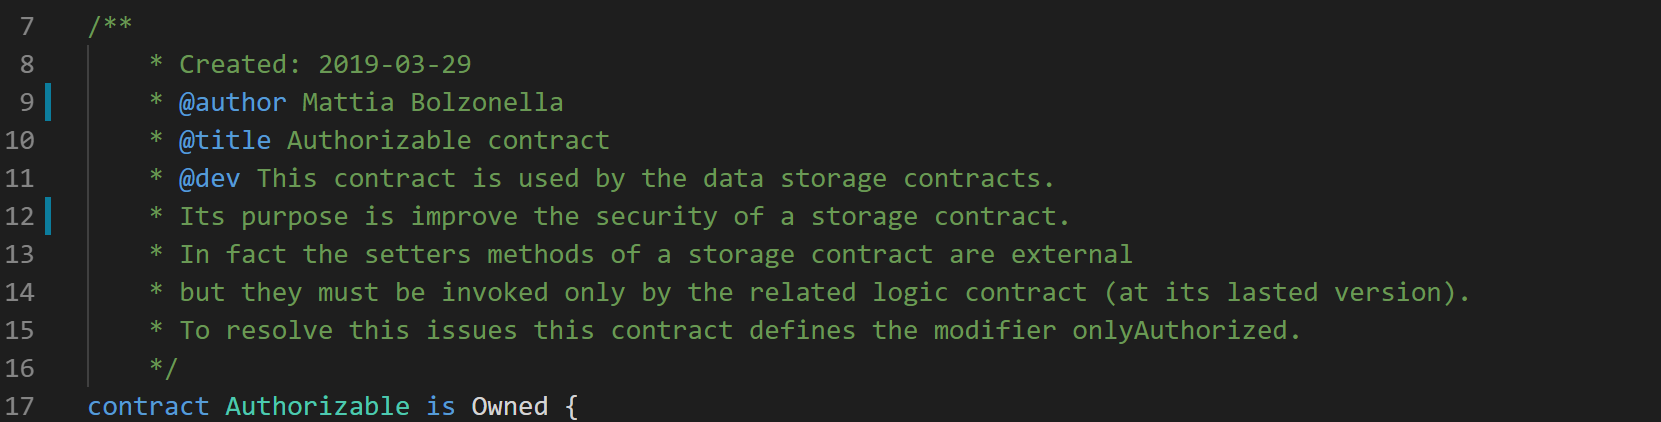 7 /**
8 * Created: 2019-03-29
9 * @author Mattia Bolzonella
10 * @title Authorizable contract
11 * @dev This contract is used by the data storage contracts.
12 * Its purpose is improve the security of a storage contract.
13 * In fact the setters methods of a storage contract are external
14 * but they must be invoked only by the related logic contract (at its lasted version).
15 * To resolve this issues this contract defines the modifier onlyAuthorized.
16 */
17 contract Authorizable is Owned {